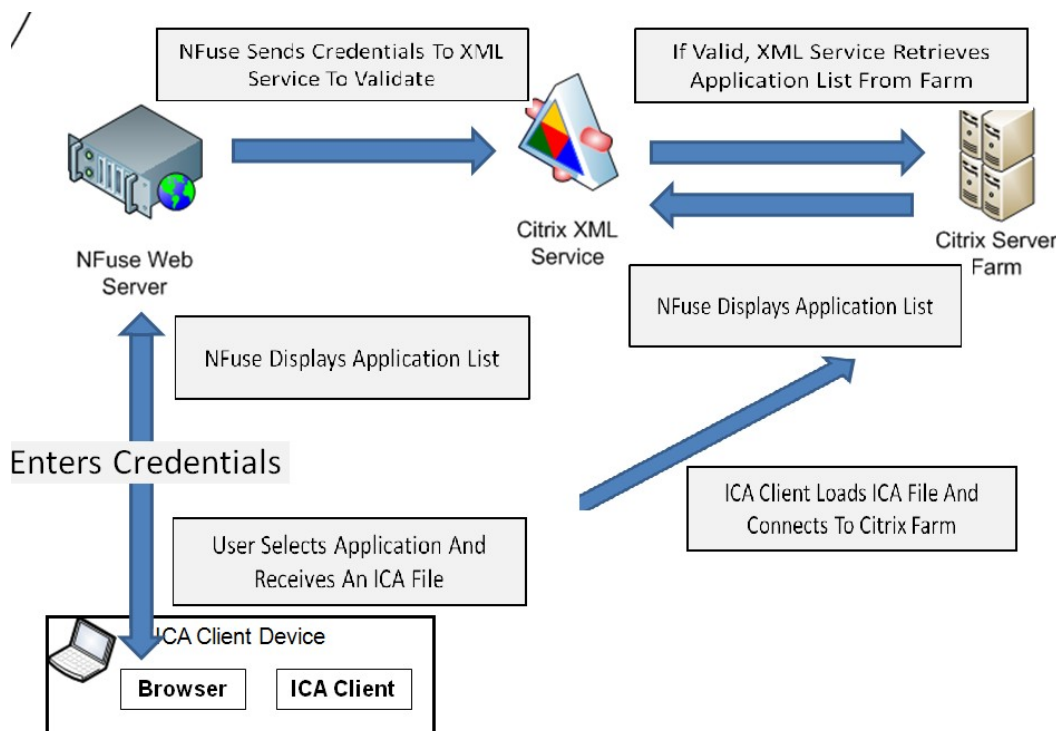 NFuse Sends Credentials To XML
Service To Validate
If Valid, XML Service Retrieves
Application List From Farm
NFuse Web
Server
Citrix XML
Service
Citrix Server
Farm
NFuse Displays Application List
NFuse Displays Application List
Enters Credentials
ICA Client Loads ICA File And
Connects To Citrix Farm
User Selects Application And
Receives An ICA File
ICA Client Device
Browser
ICA Client